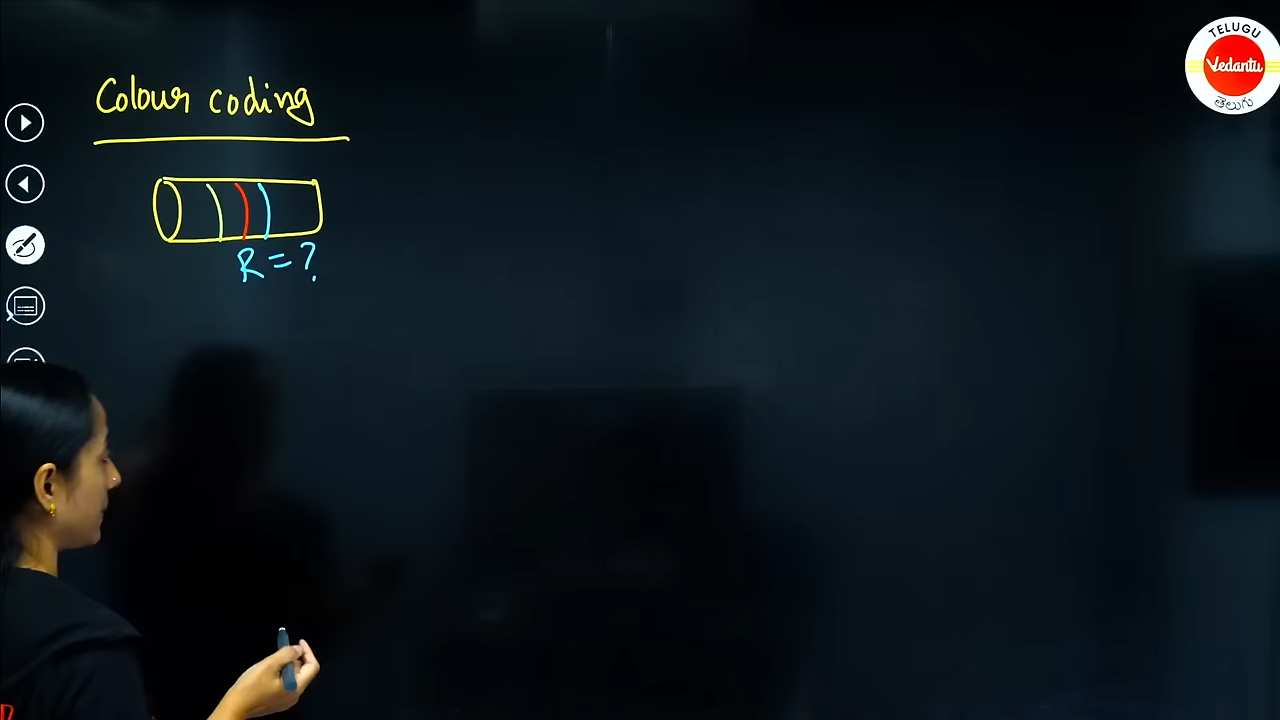 TELUGU
Vedantu
తెలుగు
Colour coding
R = ?